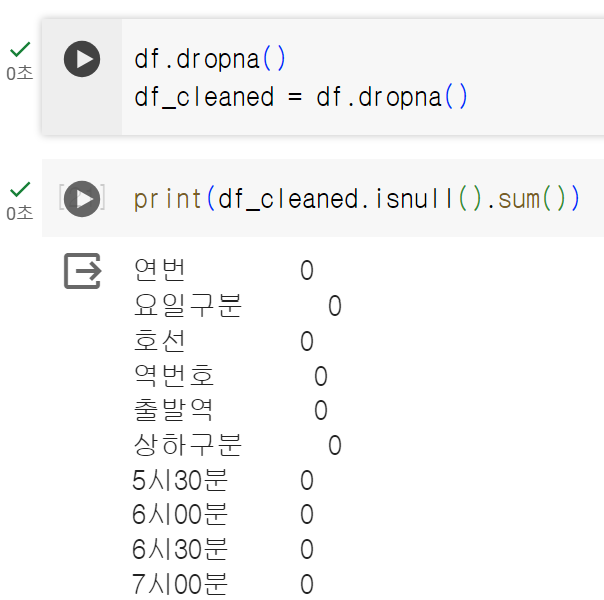 df.dropna()
df_cleaned = df.dropna()
0초
print(df_cleaned.isnull().sum())
0초
연번 0
요일구분 0
호선 0
역번호 0
출발역 0
상하구분 0
5시30분 0
6시00분 0
6시30분 0
7시00분 0